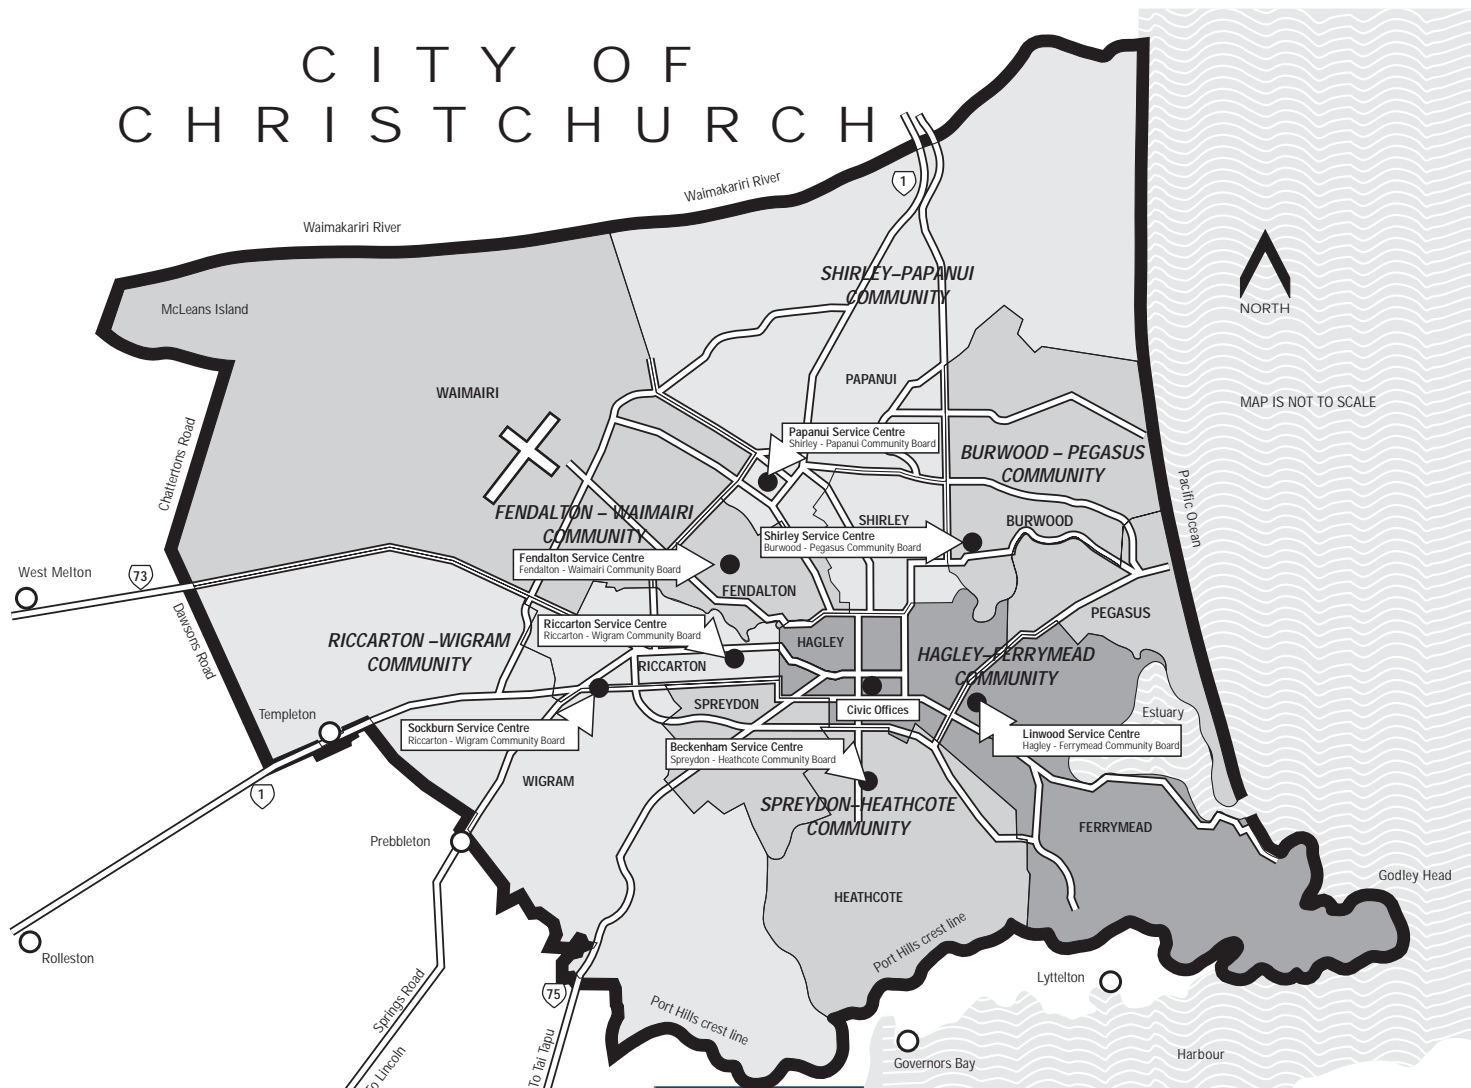 CITY OF
CHRISTCHURCH
Waimakariri River
1
Waimakariri River
SHIRLEY–PAPANUI
COMMUNITY
NORTH
McLeans Island
WAIMAIRI
PAPANUI
MAP IS NOT TO SCALE
Papanui Service Centre
Shirley - Papanui Community Board
BURWOOD – PEGASUS
COMMUNITY
Chattertons Road
Pacific Ocean
FENDALTON – WAIMAIRI
COMMUNITY
SHIRLEY
BURWOOD
Shirley Service Centre
Burwood - Pegasus Community Board
Fendalton Service Centre
Fendalton - Waimairi Community Board
West Melton
73
FENDALTON
PEGASUS
Dawsons Road
Riccarton Service Centre
Riccarton - Wigram Community Board
RICCARTON –WIGRAM
COMMUNITY
HAGLEY
HAGLEY–FERRYMEAD
COMMUNITY
RICCARTON
SPREYDON
Civic Offices
Estuary
Templeton
Sockburn Service Centre
Riccarton - Wigram Community Board
Beckenham Service Centre
Spreydon - Heathcote Community Board
Linwood Service Centre
Hagley - Ferrymead Community Board
WIGRAM
1
SPREYDON–HEATHCOTE
COMMUNITY
FERRYMEAD
Prebbleton
Godley Head
HEATHCOTE
Port Hills crest line
Rolleston
Lyttelton
75
Springs Road
Port Hills crest line
To Lincoln
To Tai Tapu
Governors Bay
Harbour